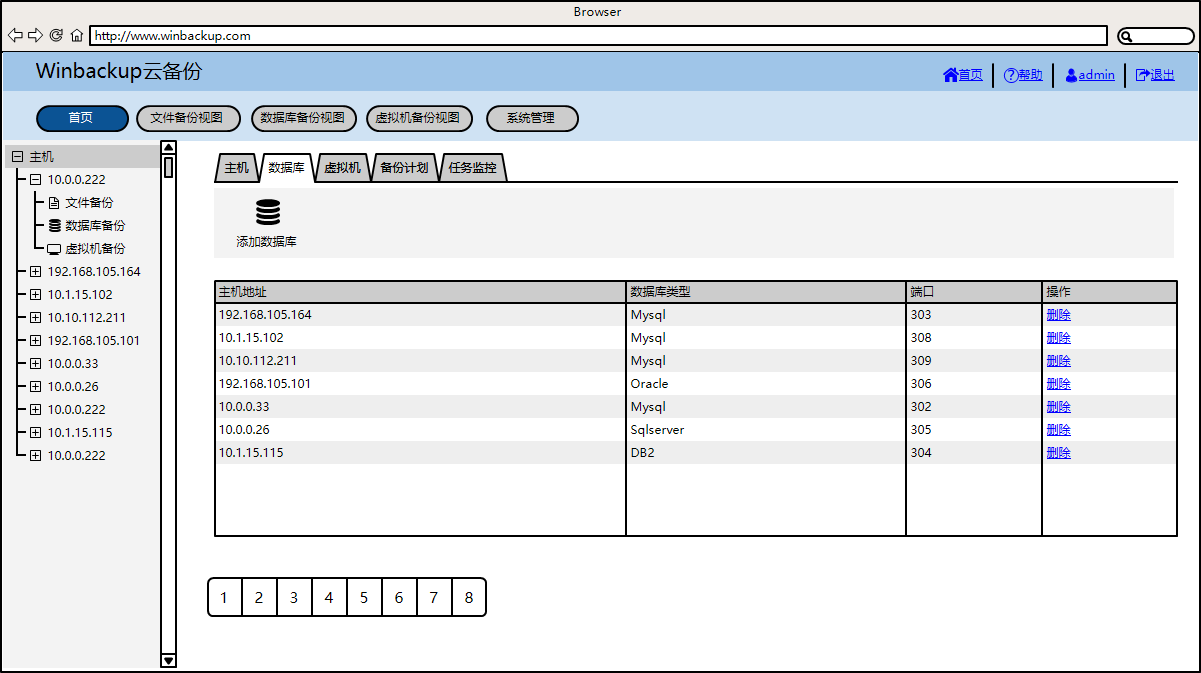 Browser
http://www.winbackup.com
Winbackup云备份
首页 帮助 admin 退出
首页 文件备份视图 数据库备份视图 虚拟机备份视图 系统管理
主机
10.0.0.222
文件备份
数据库备份
虚拟机备份
192.168.105.164
10.1.15.102
10.10.112.211
192.168.105.101
10.0.0.33
10.0.0.26
10.0.0.222
10.1.15.115
10.0.0.222
主机 数据库 虚拟机 备份计划 任务监控
添加数据库
主机地址 数据库类型 端口 操作
192.168.105.164 Mysql 303 删除
10.1.15.102 Mysql 308 删除
10.10.112.211 Mysql 309 删除
192.168.105.101 Oracle 306 删除
10.0.0.33 Mysql 302 删除
10.0.0.26 Sqlserver 305 删除
10.1.15.115 DB2 304 删除
1 2 3 4 5 6 7 8